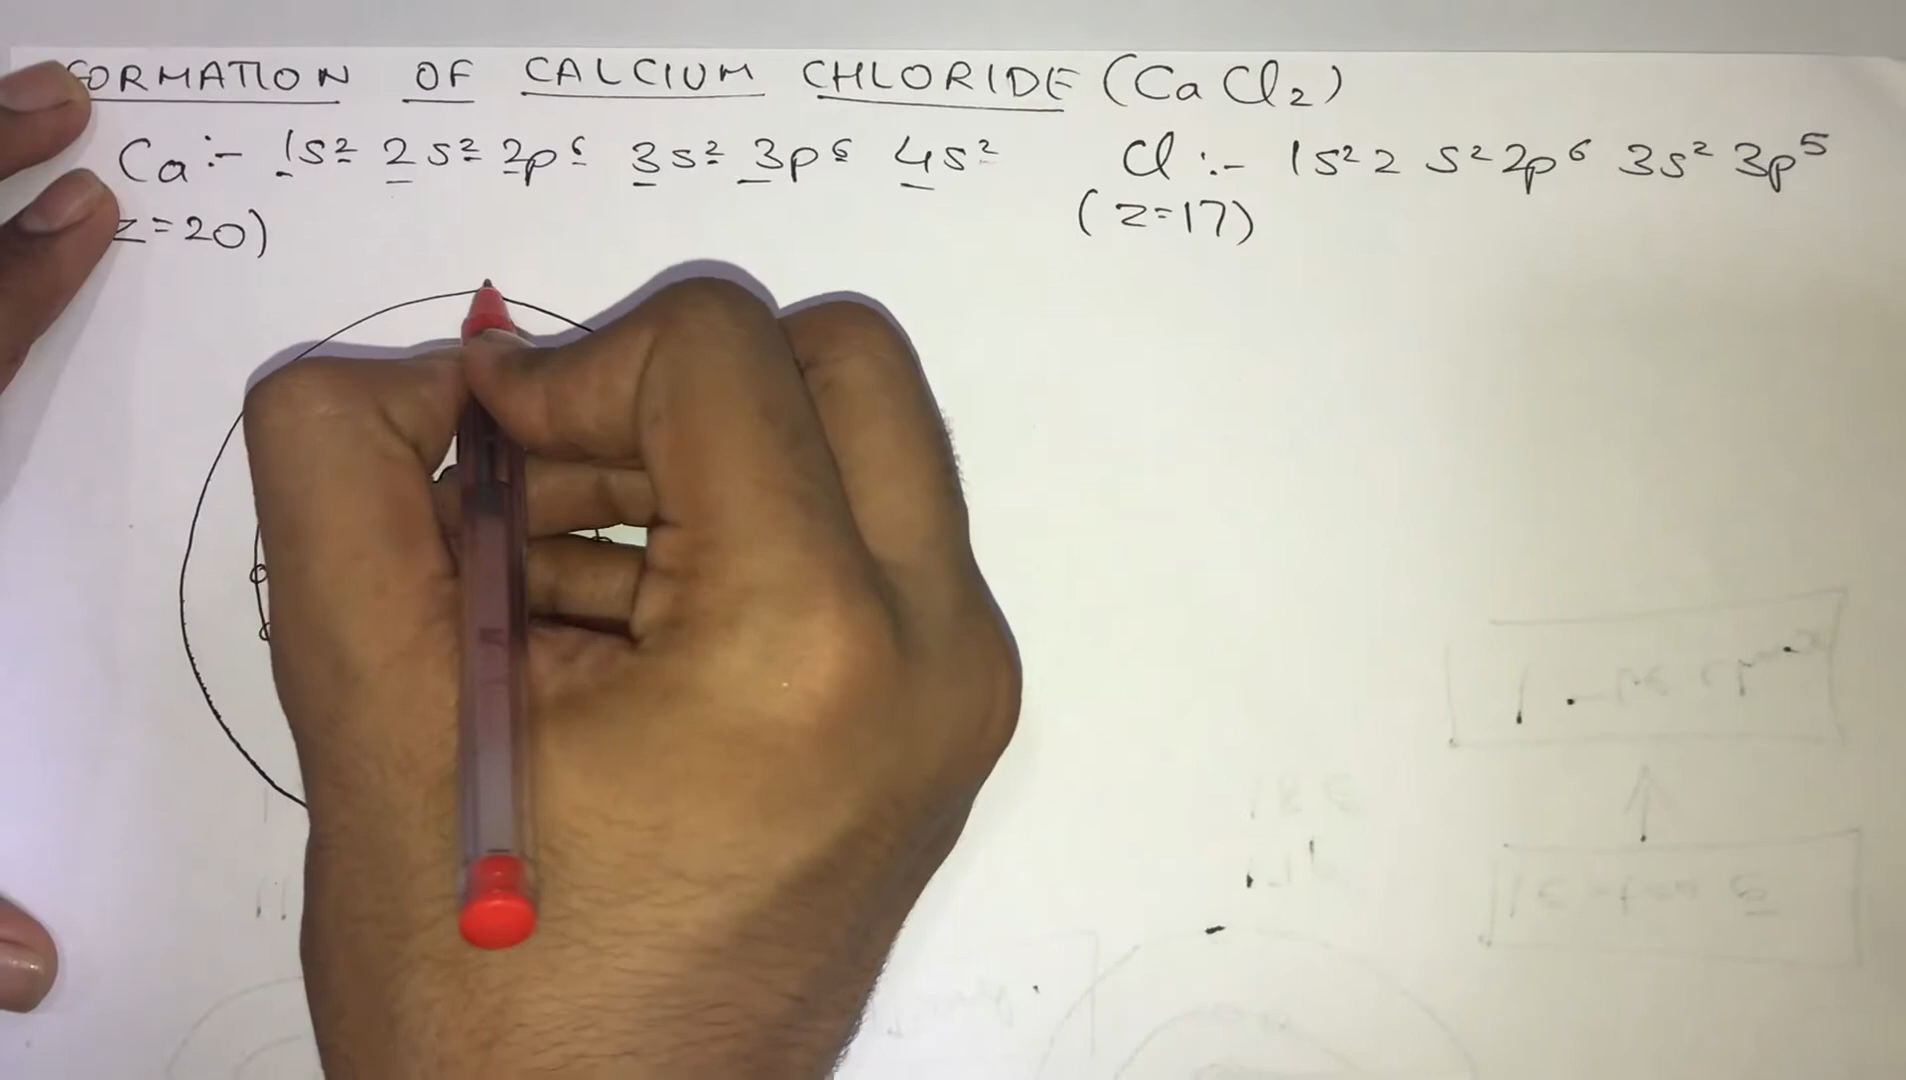 FORMATION OF CALCIUM CHLORIDE (CaCl₂)
Ca :- 1s² 2s² 2p⁶ 3s² 3p⁶ 4s² Cl :- 1s² 2s² 2p⁶ 3s² 3p⁵
z=20) (z=17)